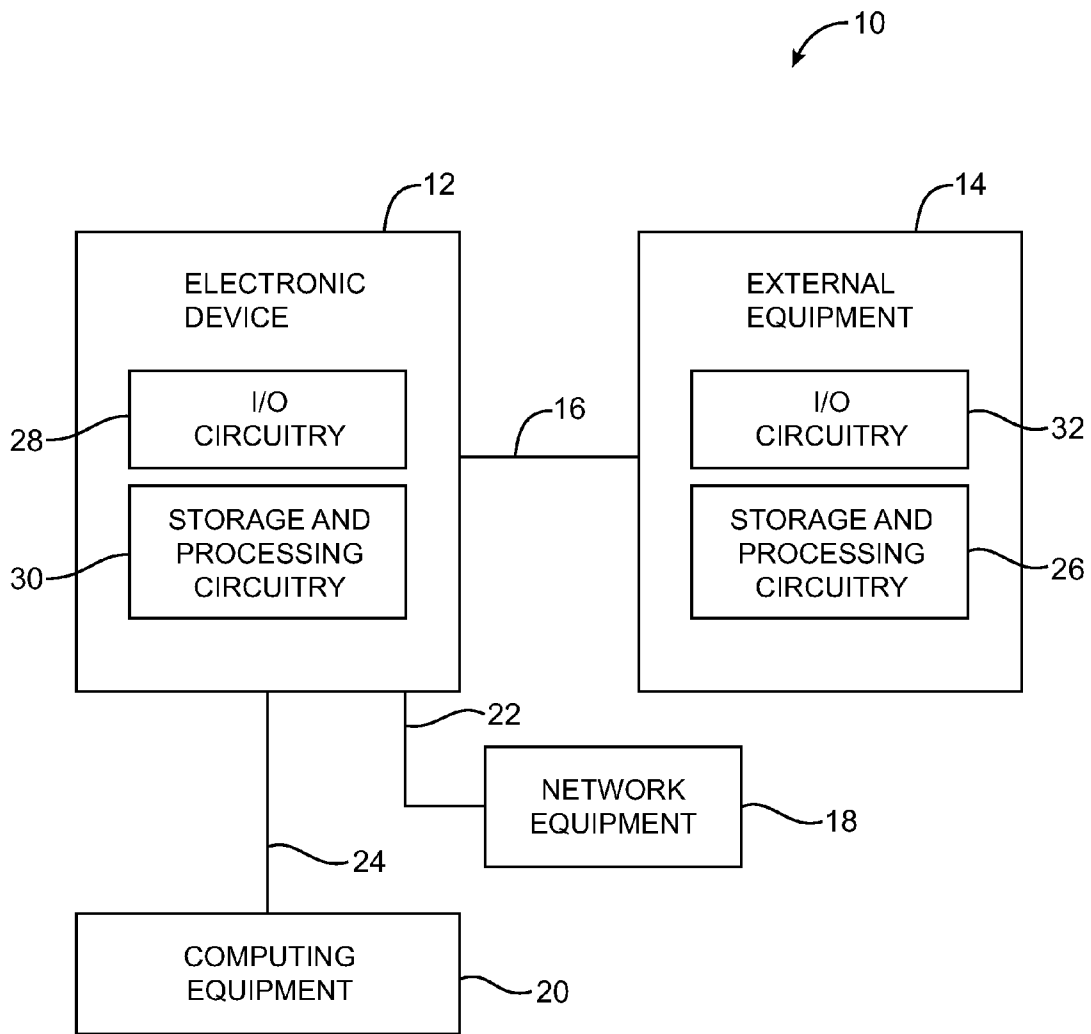 10
12
14
ELECTRONIC
DEVICE
EXTERNAL
EQUIPMENT
I/O
CIRCUITRY
28
16
I/O
CIRCUITRY
32
STORAGE AND
PROCESSING
CIRCUITRY
30
STORAGE AND
PROCESSING
CIRCUITRY
26
22
NETWORK
EQUIPMENT
18
24
COMPUTING
EQUIPMENT
20